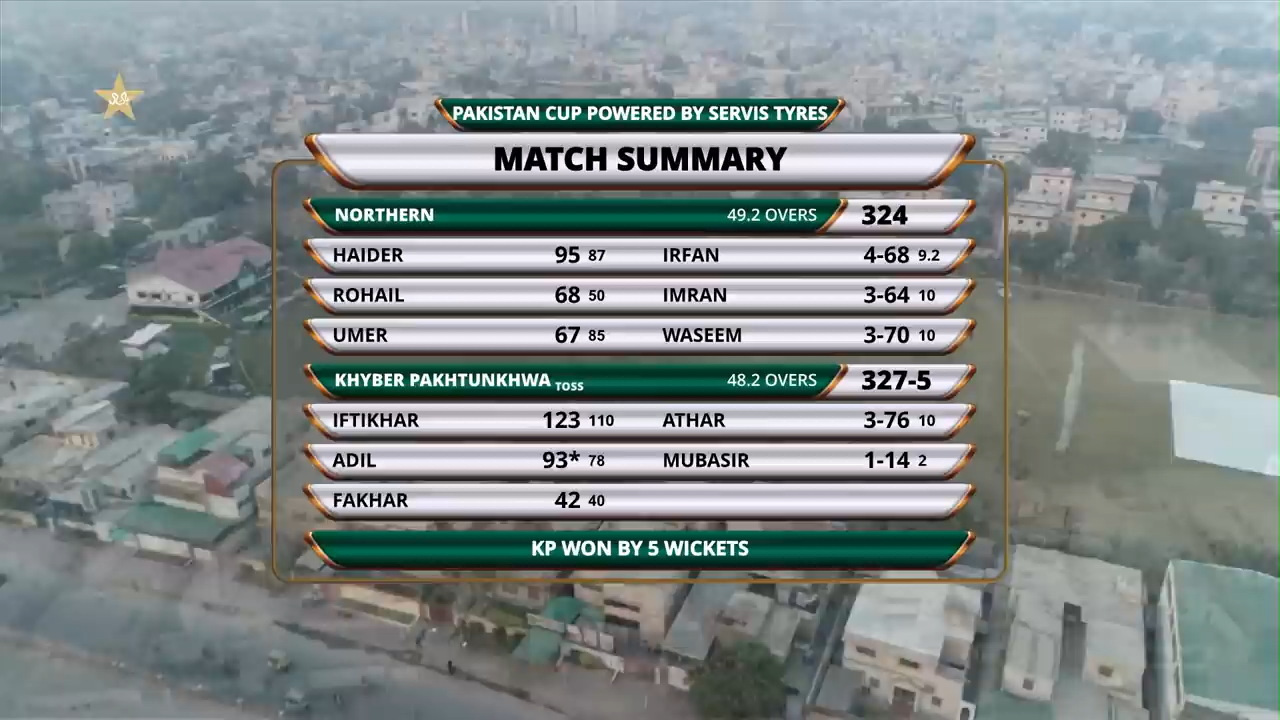 PAKISTAN CUP POWERED BY SERVIS TYRES
MATCH SUMMARY
NORTHERN 49.2 OVERS 324
HAIDER 95 87 IRFAN 4-68 9.2
ROHAIL 68 50 IMRAN 3-64 10
UMER 67 85 WASEEM 3-70 10
KHYBER PAKHTUNKHWA TOSS 48.2 OVERS 327-5
IFTIKHAR 123 110 ATHAR 3-76 10
ADIL 93* 78 MUBASIR 1-14 2
FAKHAR 42 40
KP WON BY 5 WICKETS